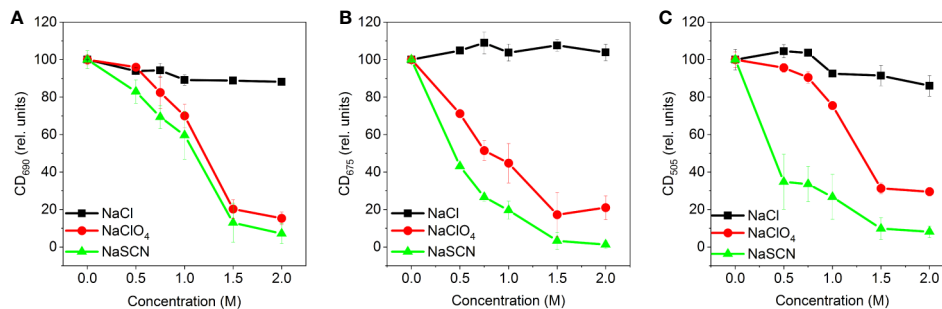 A
CD690 (rel. units)
120
100
80
60
40
20
0
NaCl
NaClO4
NaSCN
0.0 0.5 1.0 1.5 2.0
Concentration (M)
B
CD675 (rel. units)
120
100
80
60
40
20
0
NaCl
NaClO4
NaSCN
0.0 0.5 1.0 1.5 2.0
Concentration (M)
C
CD505 (rel. units)
120
100
80
60
40
20
0
NaCl
NaClO4
NaSCN
0.0 0.5 1.0 1.5 2.0
Concentration (M)